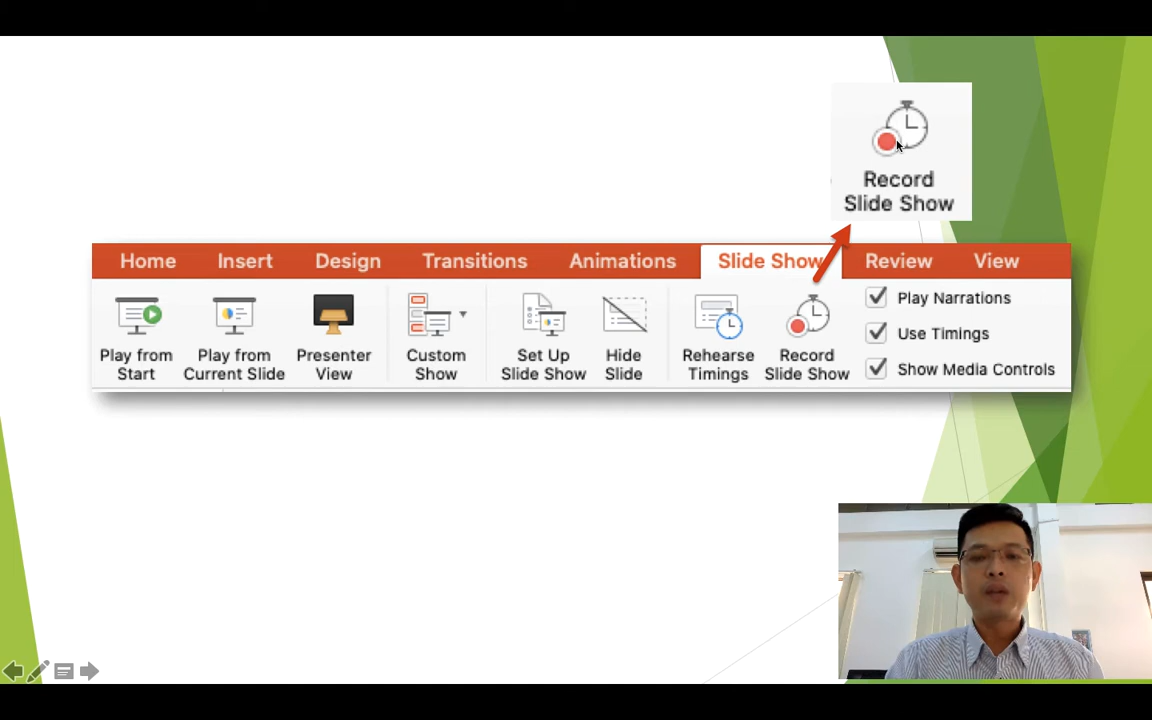 Record
Slide Show
Home Insert Design Transitions Animations Slide Show Review View
Play from
Start
Play from
Current Slide
Presenter
View
Custom
Show
Set Up
Slide Show
Hide
Slide
Rehearse
Timings
Record
Slide Show
Play Narrations
Use Timings
Show Media Controls